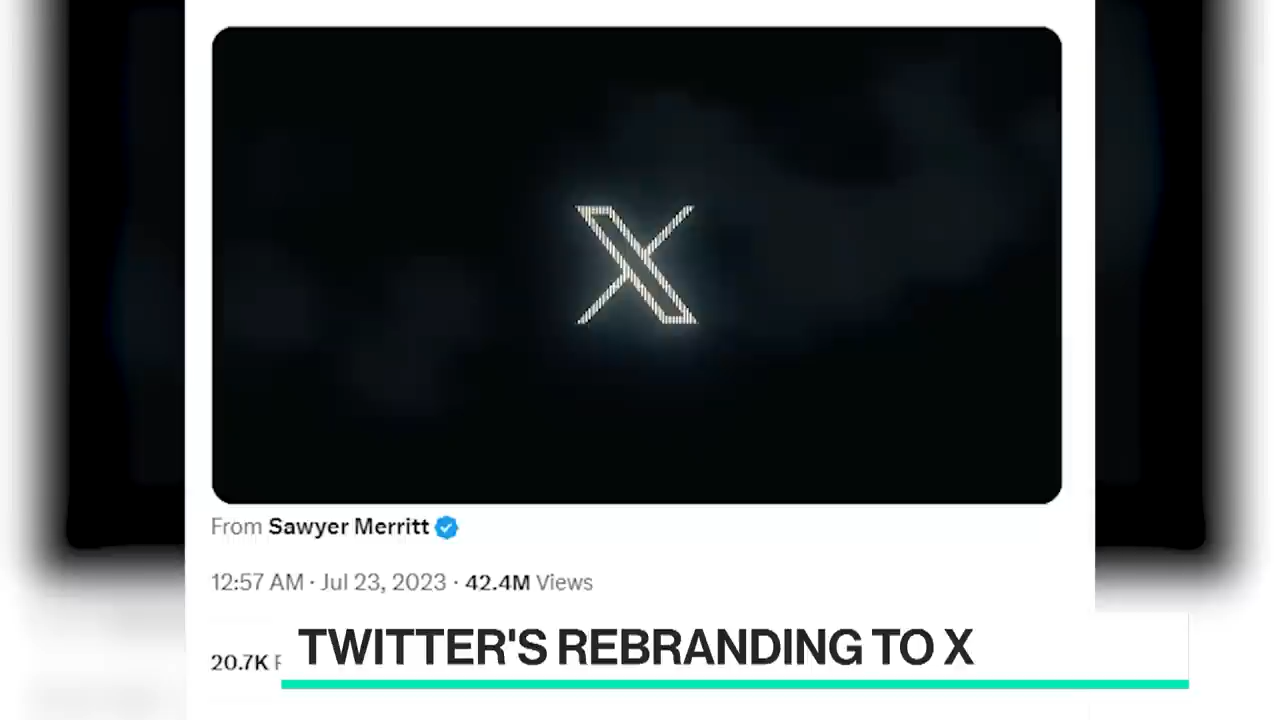 X
From Sawyer Merritt
12:57 AM · Jul 23, 2023 · 42.4M Views
20.7K
TWITTER'S REBRANDING TO X